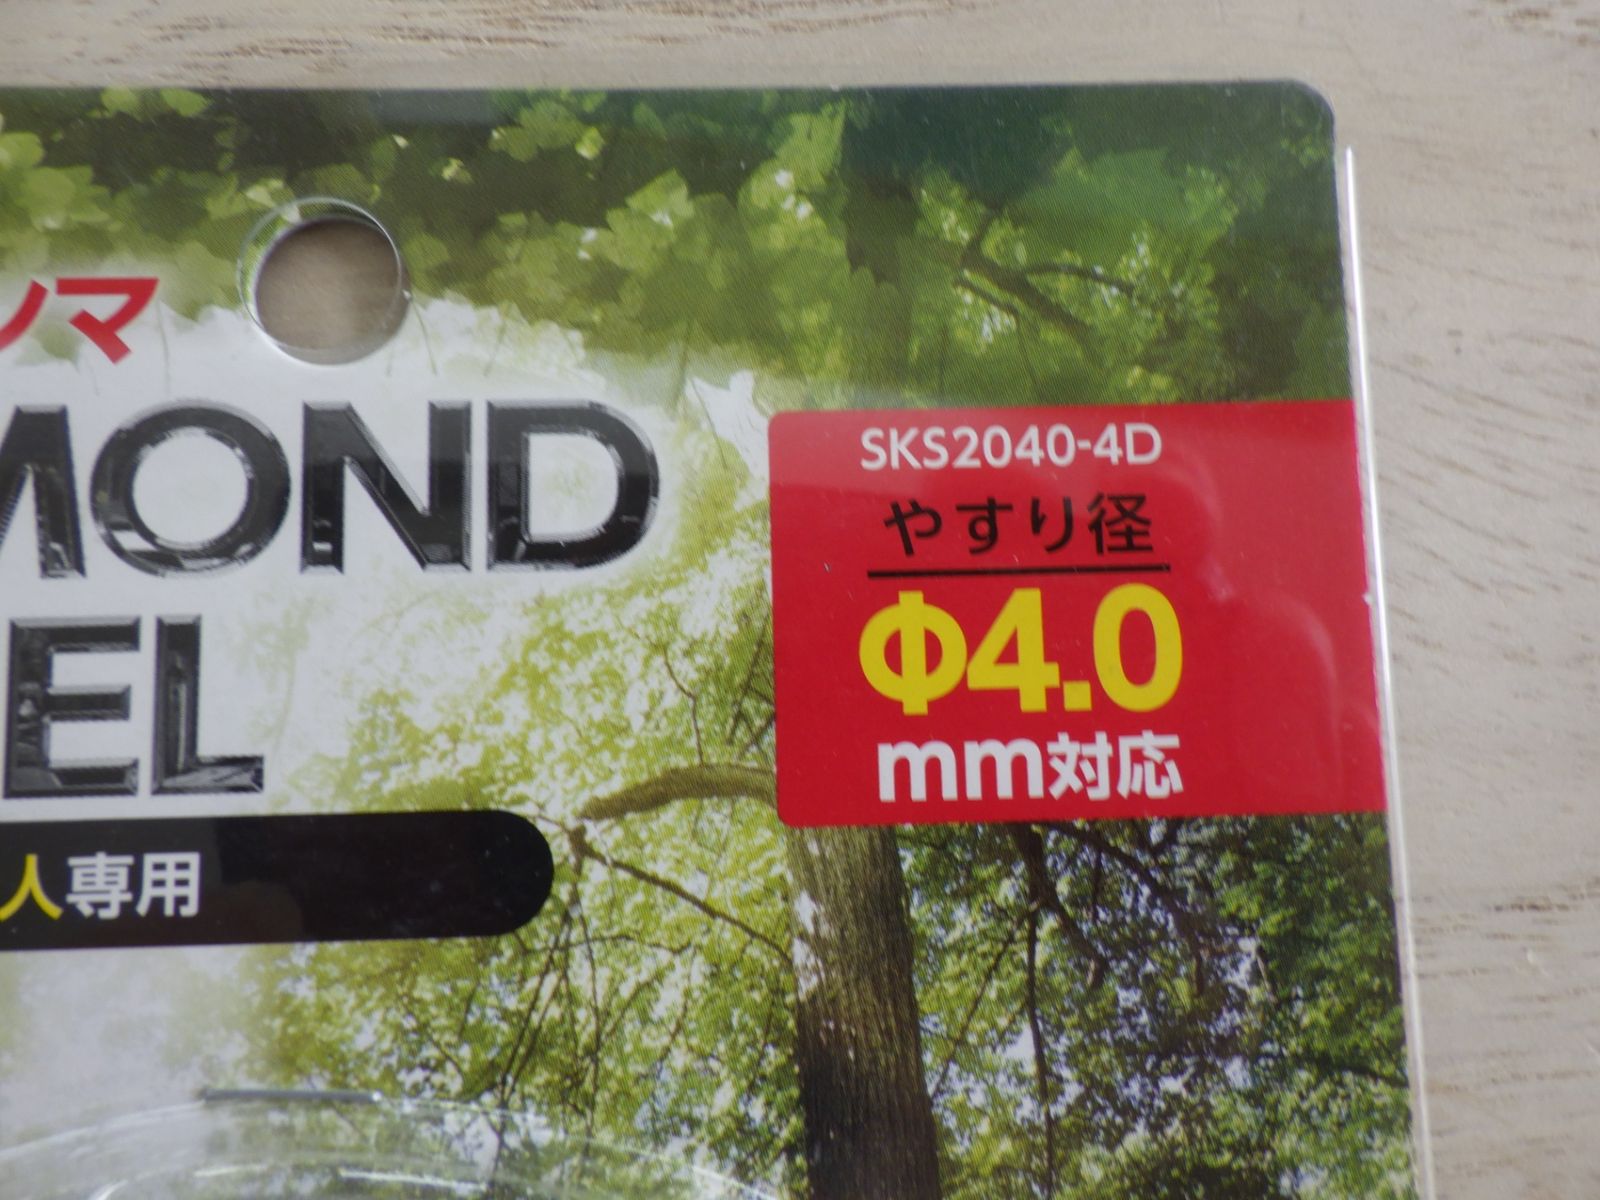 ノマ
MOND
EL
人専用
SKS2040-4D
やすり径
Φ4.0
mm対応